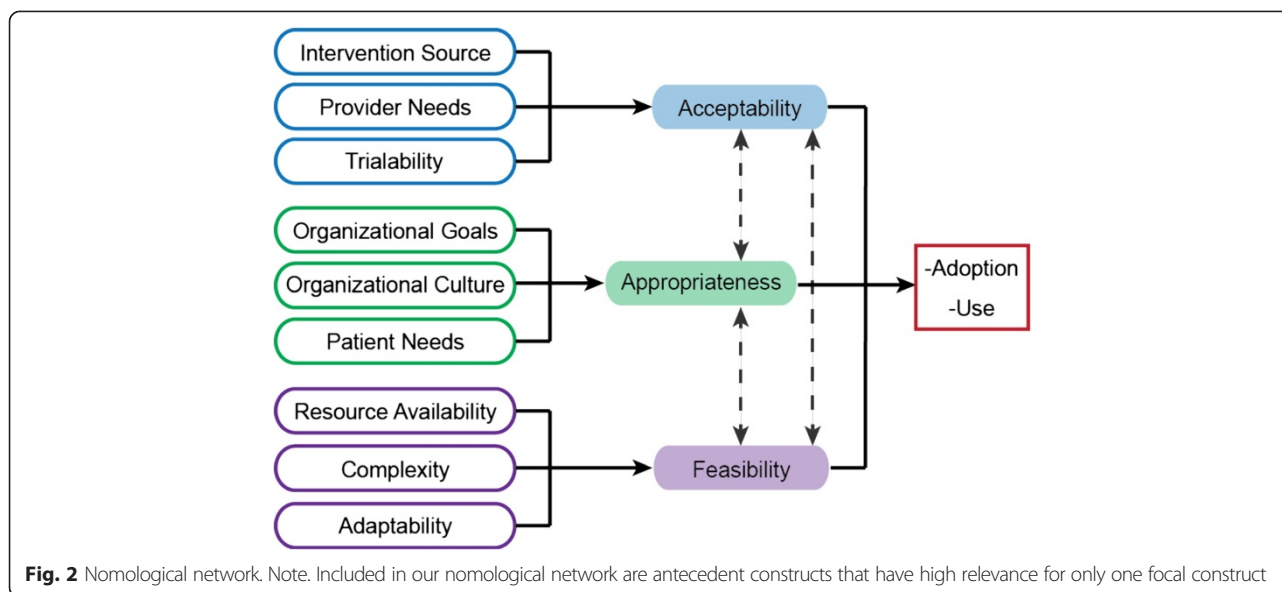 Intervention Source
Provider Needs
Trialability
Acceptability
Organizational Goals
Organizational Culture
Patient Needs
Appropriateness
-Adoption
-Use
Resource Availability
Complexity
Adaptability
Feasibility
Fig. 2 Nomological network. Note. Included in our nomological network are antecedent constructs that have high relevance for only one focal construct